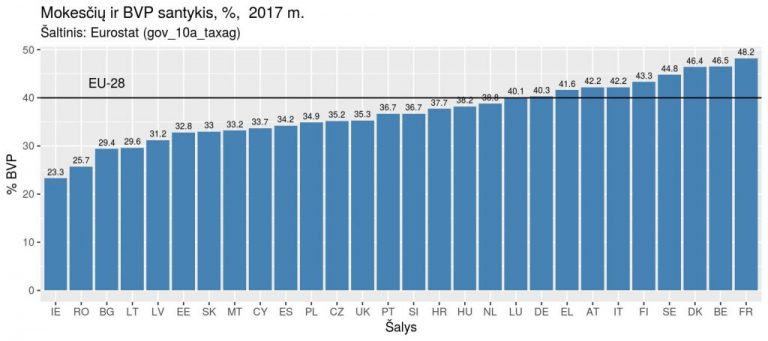 Mokesčių ir BVP santykis, %, 2017 m.
Šaltinis: Eurostat (gov_10a_taxag)
EU-28
23.3 25.7 29.4 29.6 31.2 32.8 33 33.2 33.7 34.2 34.9 35.2 35.3 36.7 36.7 37.7 38.2 38.8 40.1 40.3 41.6 42.2 42.2 43.3 44.8 46.4 46.5 48.2
50
40
30
20
10
0
% BVP
IE RO BG LT LV EE SK MT CY ES PL CZ UK PT SI HR HU NL LU DE EL AT IT FI SE DK BE FR
Šalys